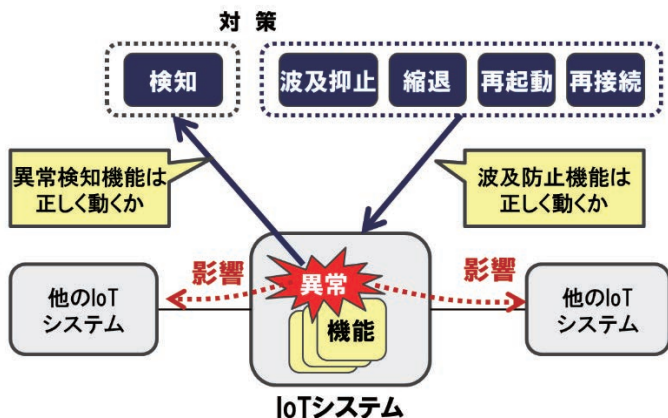 対 策
検知
波及抑止
縮退
再起動
再接続
異常検知機能は
正しく動くか
波及防止機能は
正しく動くか
影響
異常
影響
他のIoT
システム
機能
他のIoT
システム
IoTシステム